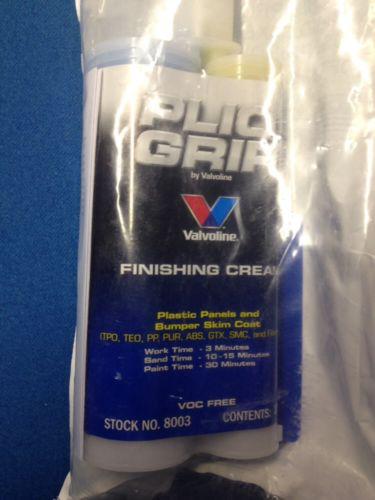 PLIO
GRIP
by Valvoline
Valvoline
FINISHING CREAM
Plastic Panels and
Bumper Skim Coat
(TPO, TEO, PP, PUR, ABS, GTX, SMC, and
Work Time - 3 Minutes
Sand Time - 10-15 Minutes
Paint Time - 30 Minutes
VOC FREE
STOCK NO. 8003 CONTENTS: